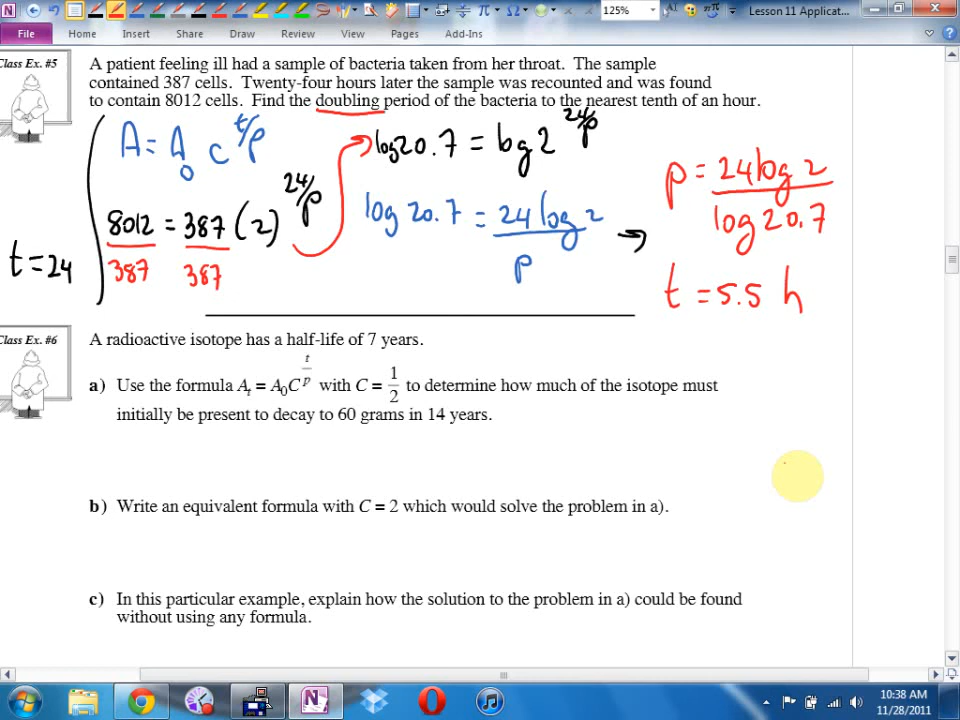 125%
Lesson 11 Applicat...
File Home Insert Share Draw Review View Pages Add-Ins
Class Ex. #5
A patient feeling ill had a sample of bacteria taken from her throat. The sample
contained 387 cells. Twenty-four hours later the sample was recounted and was found
to contain 8012 cells. Find the doubling period of the bacteria to the nearest tenth of an hour.
A = A₀ c^(t/p)
8012 = 387 (2)^(24/p)
387 387
t = 24
log 20.7 = log 2^(24/p)
log 20.7 = 24 log 2
p
p = 24 log 2
log 20.7
t = 5.5 h
Class Ex. #6
A radioactive isotope has a half-life of 7 years.
a) Use the formula Aₜ = A₀C^(t/p) with C = 1/2 to determine how much of the isotope must
initially be present to decay to 60 grams in 14 years.
b) Write an equivalent formula with C = 2 which would solve the problem in a).
c) In this particular example, explain how the solution to the problem in a) could be found
without using any formula.
10:38 AM
11/28/2011